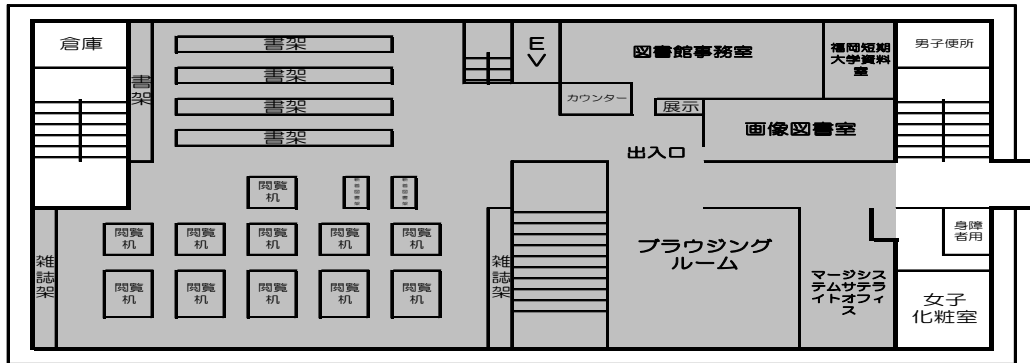 倉庫
書架
書架
書架
書架
書架
EV
図書館事務室
福岡短期
大学資料
室
男子便所
カウンター
展示
画像図書室
出入口
閲覧
机
閲覧
机
閲覧
机
閲覧
机
閲覧
机
閲覧
机
閲覧
机
閲覧
机
閲覧
机
閲覧
机
閲覧
机
雑誌架
雑誌架
ブラウジング
ルーム
マージシス
テムサテラ
イトオフィ
ス
身障
者用
女子
化粧室